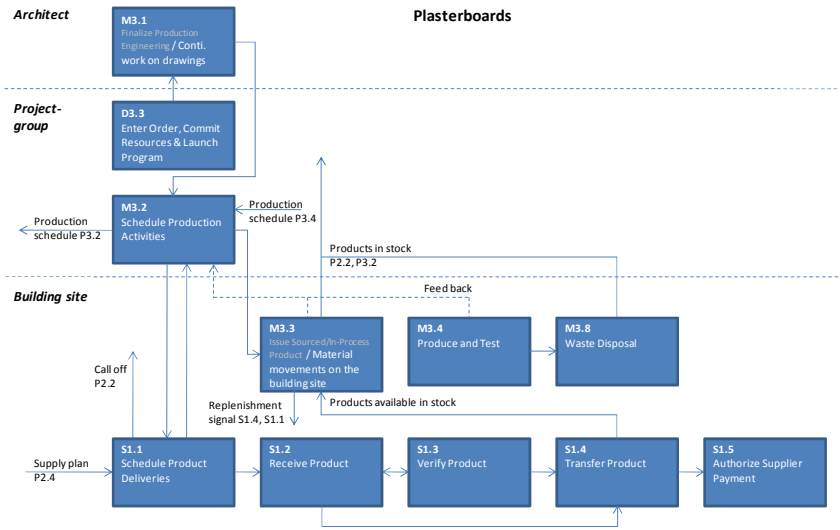 Architect
Plasterboards
M3.1
Finalize Production
Engineering / Conti.
work on drawings
Project-
group
D3.3
Enter Order, Commit
Resources & Launch
Program
M3.2
Schedule Production
Activities
Production
schedule P3.2
Production
schedule P3.4
Products in stock
P2.2, P3.2
Building site
Feed back
M3.3
Issue Sourced/In-Process
Product / Material
movements on the
building site
M3.4
Produce and Test
M3.8
Waste Disposal
Call off
P2.2
Replenishment
signal S1.4, S1.1
Products available in stock
Supply plan
P2.4
S1.1
Schedule Product
Deliveries
S1.2
Receive Product
S1.3
Verify Product
S1.4
Transfer Product
S1.5
Authorize Supplier
Payment